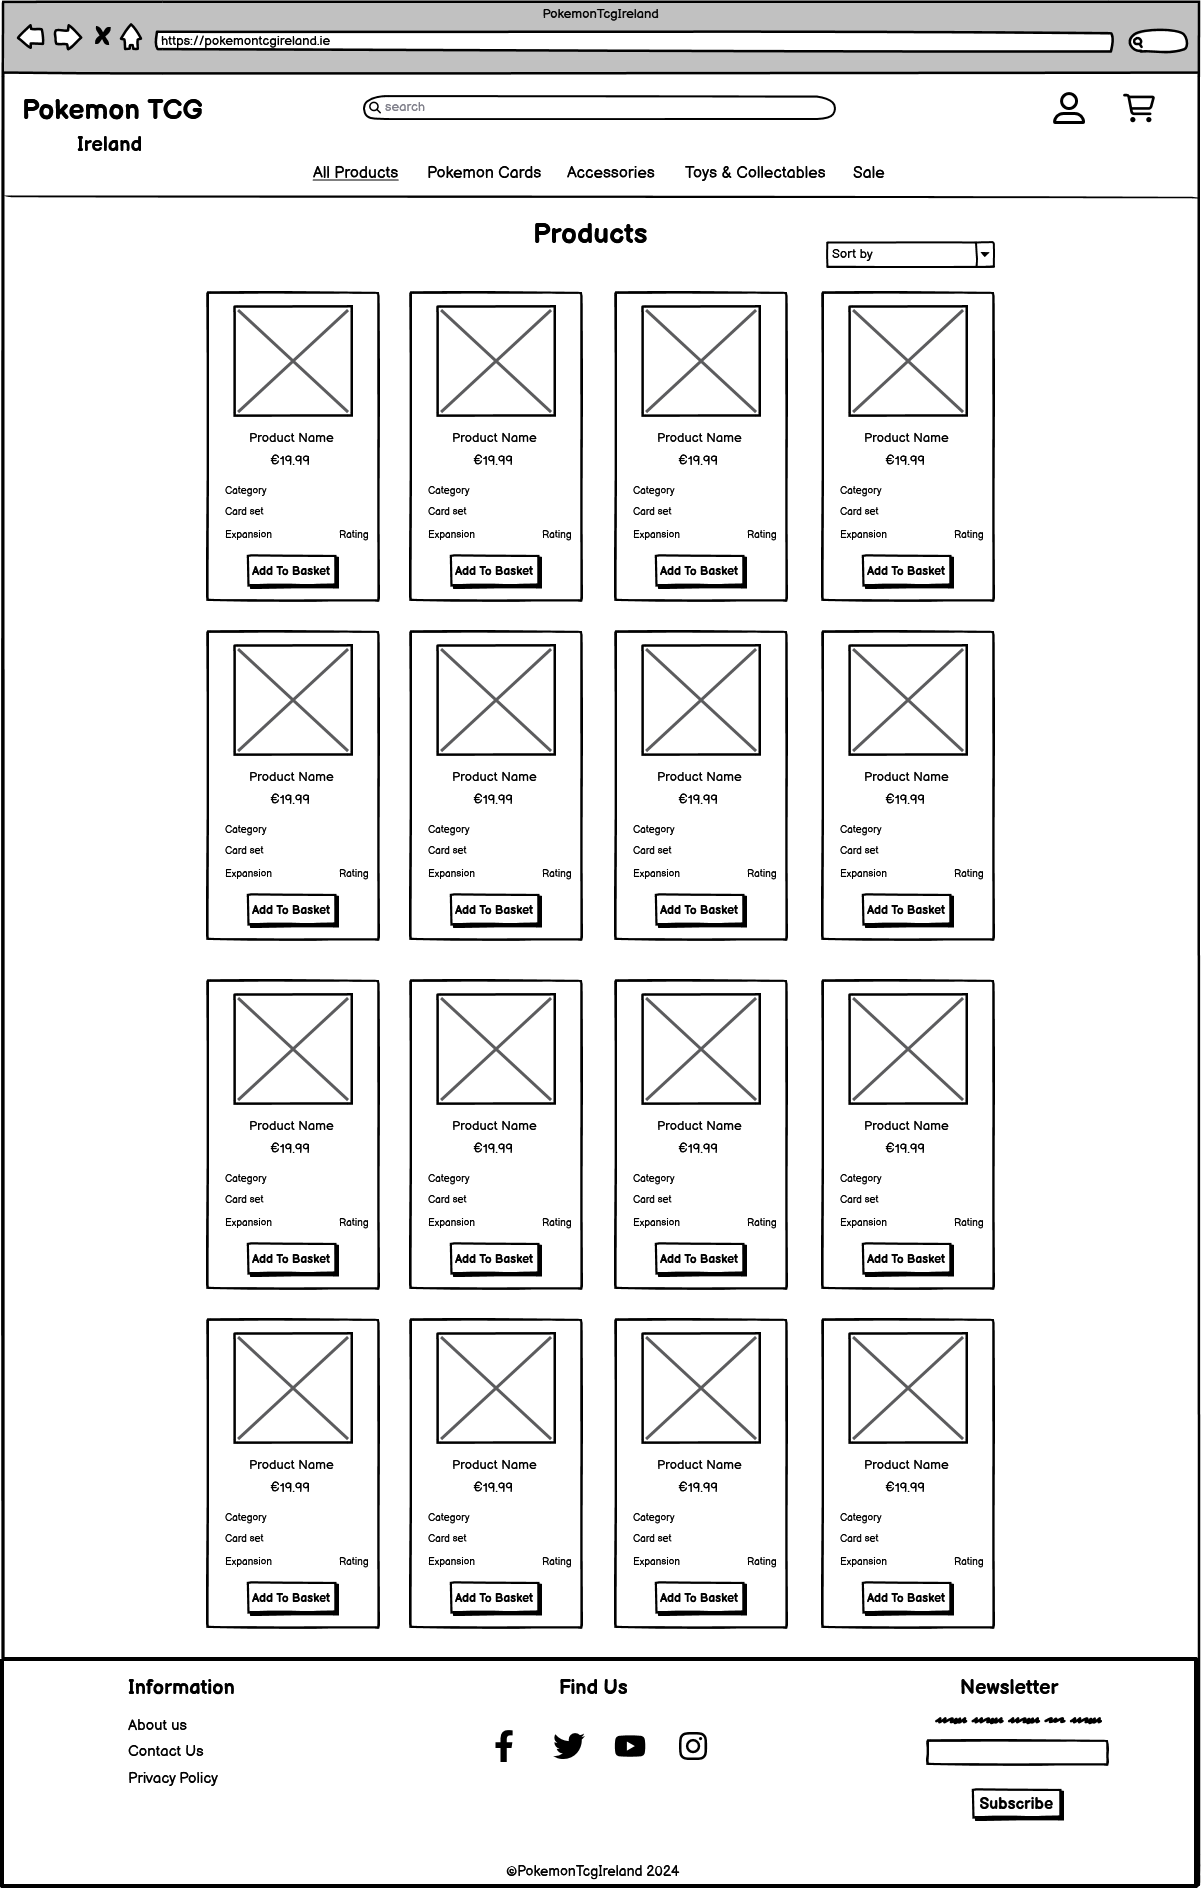 PokemonTcgIreland
https://pokemontcgireland.ie
Pokemon TCG
Ireland
search
All Products Pokemon Cards Accessories Toys & Collectables Sale
Products
Sort by
Product Name Product Name Product Name Product Name
€19.99 €19.99 €19.99 €19.99
Category Category Category Category
Card set Card set Card set Card set
Expansion Rating Expansion Rating Expansion Rating Expansion Rating
Add To Basket Add To Basket Add To Basket Add To Basket
Product Name Product Name Product Name Product Name
€19.99 €19.99 €19.99 €19.99
Category Category Category Category
Card set Card set Card set Card set
Expansion Rating Expansion Rating Expansion Rating Expansion Rating
Add To Basket Add To Basket Add To Basket Add To Basket
Product Name Product Name Product Name Product Name
€19.99 €19.99 €19.99 €19.99
Category Category Category Category
Card set Card set Card set Card set
Expansion Rating Expansion Rating Expansion Rating Expansion Rating
Add To Basket Add To Basket Add To Basket Add To Basket
Product Name Product Name Product Name Product Name
€19.99 €19.99 €19.99 €19.99
Category Category Category Category
Card set Card set Card set Card set
Expansion Rating Expansion Rating Expansion Rating Expansion Rating
Add To Basket Add To Basket Add To Basket Add To Basket
Information Find Us Newsletter
About us
Contact Us
Privacy Policy
Subscribe
©PokemonTcgIreland 2024